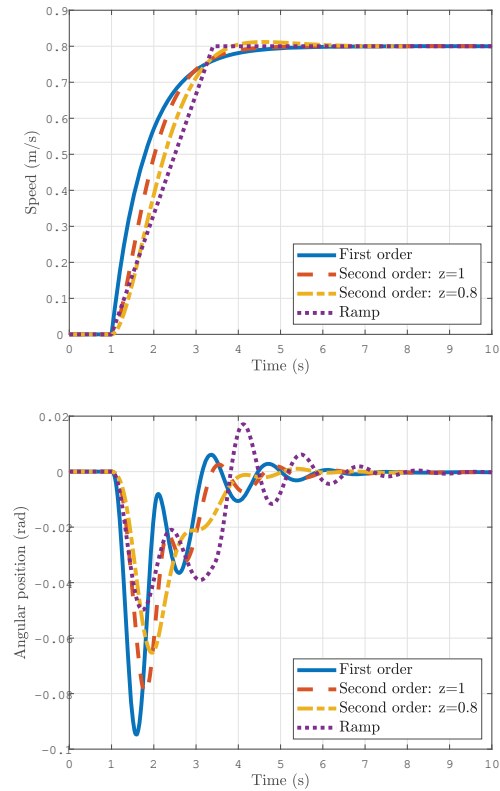 0.9
0.8
0.7
0.6
0.5
0.4
0.3
0.2
0.1
0
Speed (m/s)
First order
Second order: z=1
Second order: z=0.8
Ramp
0 1 2 3 4 5 6 7 8 9 10
Time (s)
0.02
0
-0.02
-0.04
-0.06
-0.08
-0.1
Angular position (rad)
First order
Second order: z=1
Second order: z=0.8
Ramp
0 1 2 3 4 5 6 7 8 9 10
Time (s)